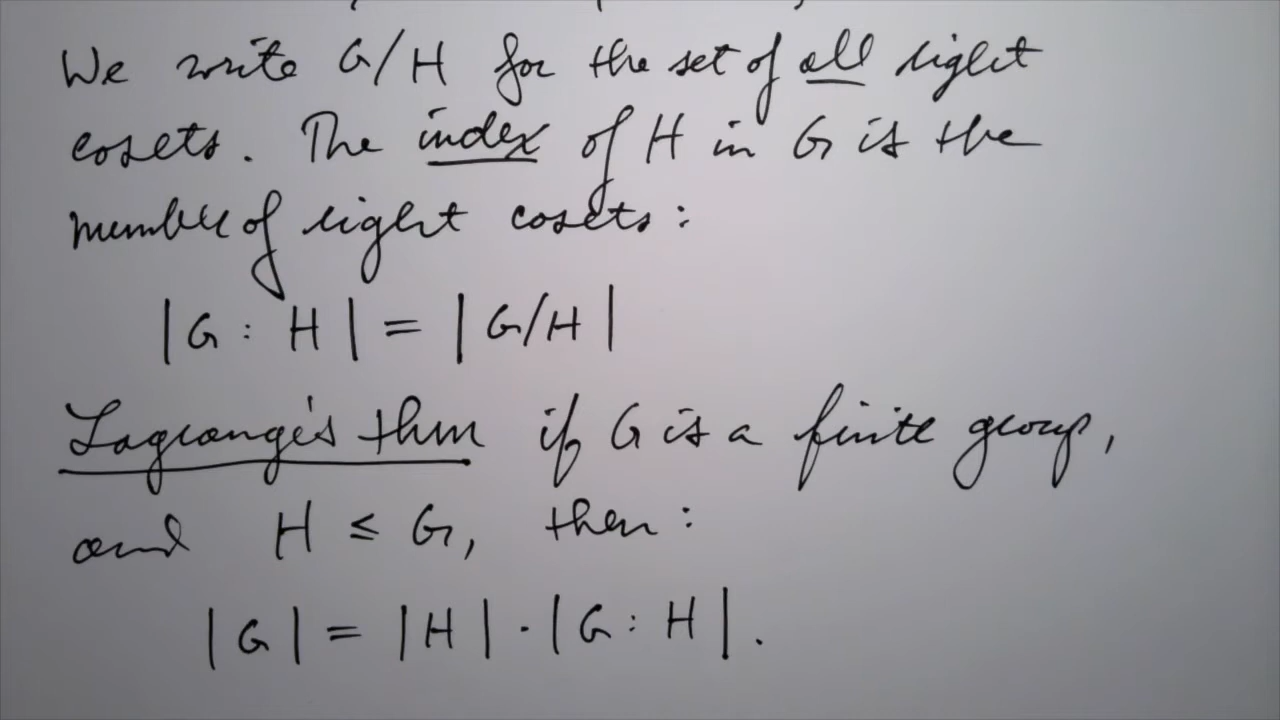 We write G/H for the set of all right
cosets. The index of H in G is the
number of right cosets:
|G : H| = |G/H|
Lagrange's thm if G is a finite group,
and H ≤ G, then:
|G| = |H| · |G : H|.